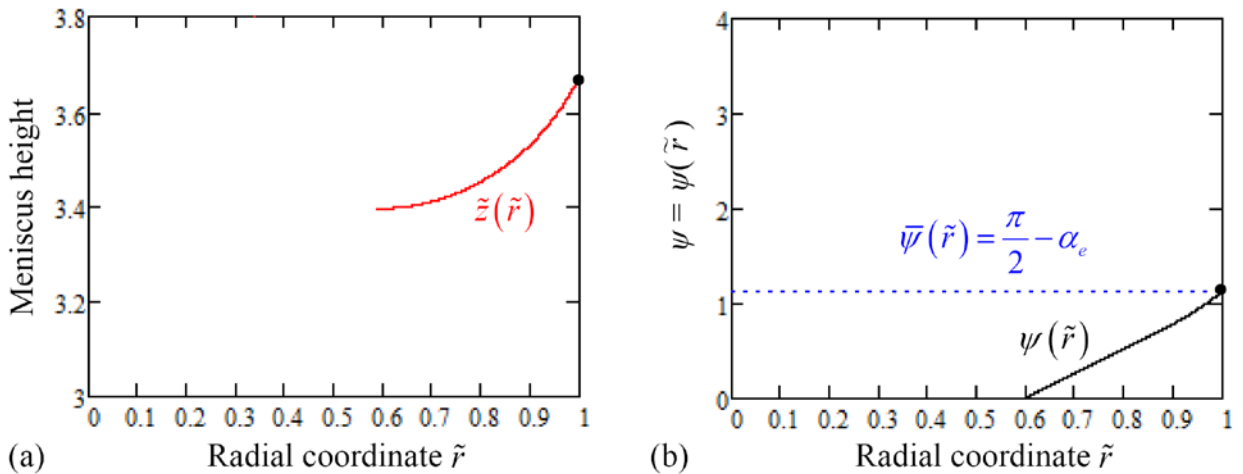 3.8
3.6
3.4
3.2
3
Meniscus height
z̃(r̃)
0 0.1 0.2 0.3 0.4 0.5 0.6 0.7 0.8 0.9 1
(a) Radial coordinate r̃
4
3
2
1
0
ψ = ψ(r̃)
ψ̄(r̃) = π/2 − αₑ
ψ(r̃)
0 0.1 0.2 0.3 0.4 0.5 0.6 0.7 0.8 0.9 1
(b) Radial coordinate r̃